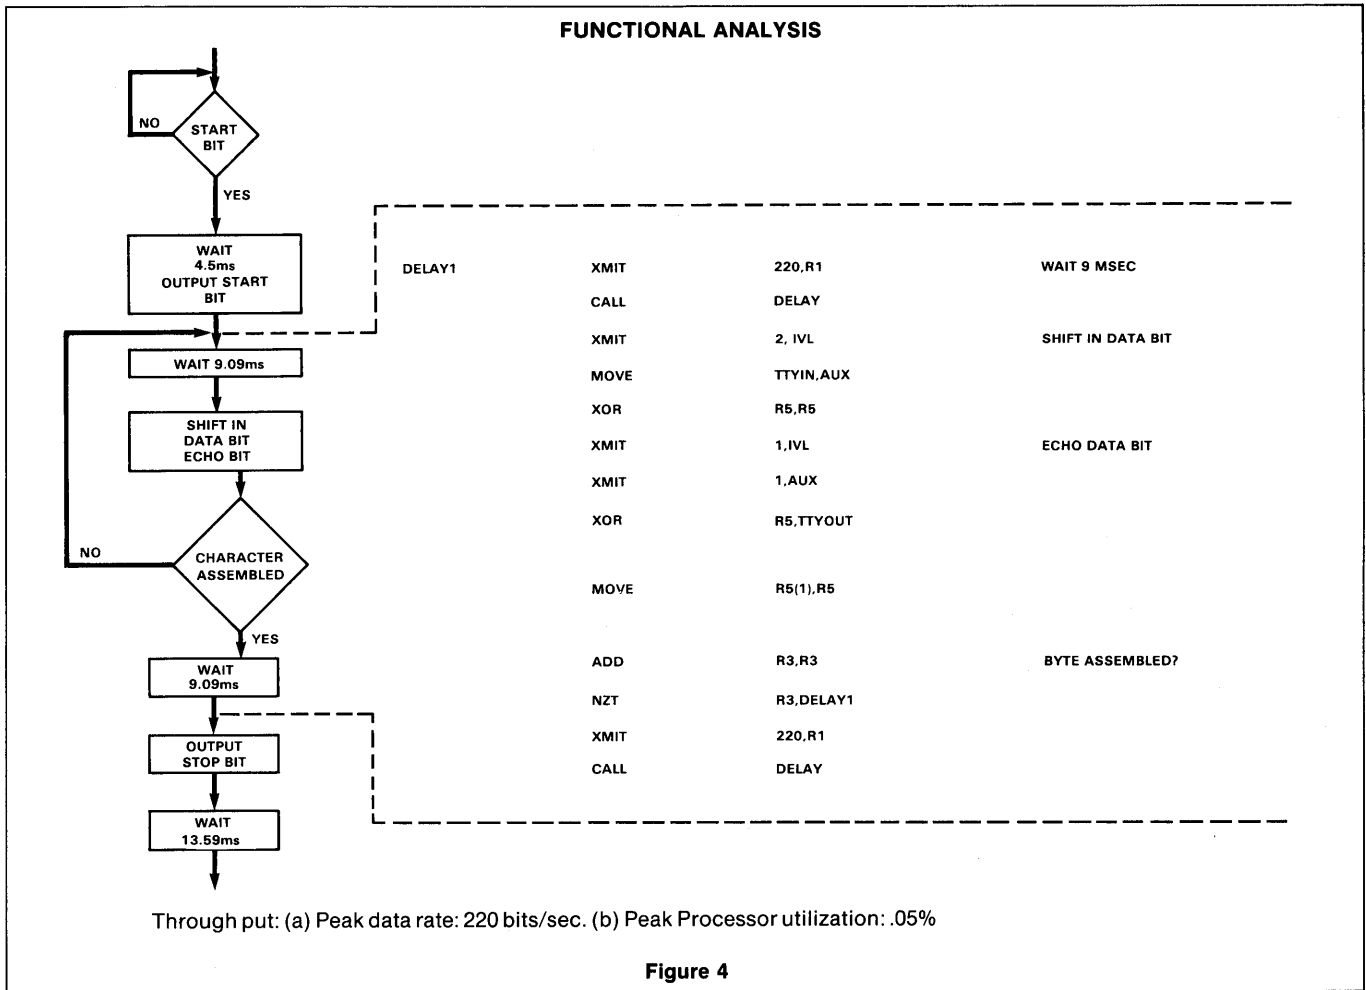 FUNCTIONAL ANALYSIS
NO
START
BIT
YES
WAIT
4.5ms
OUTPUT START
BIT
WAIT 9.09ms
SHIFT IN
DATA BIT
ECHO BIT
NO
CHARACTER
ASSEMBLED
YES
WAIT
9.09ms
OUTPUT
STOP BIT
WAIT
13.59ms
DELAY1 XMIT 220,R1 WAIT 9 MSEC
CALL DELAY
XMIT 2, IVL SHIFT IN DATA BIT
MOVE TTYIN,AUX
XOR R5,R5
XMIT 1,IVL ECHO DATA BIT
XMIT 1,AUX
XOR R5,TTYOUT
MOVE R5(1),R5
ADD R3,R3 BYTE ASSEMBLED?
NZT R3,DELAY1
XMIT 220,R1
CALL DELAY
Through put: (a) Peak data rate: 220 bits/sec. (b) Peak Processor utilization: .05%
Figure 4